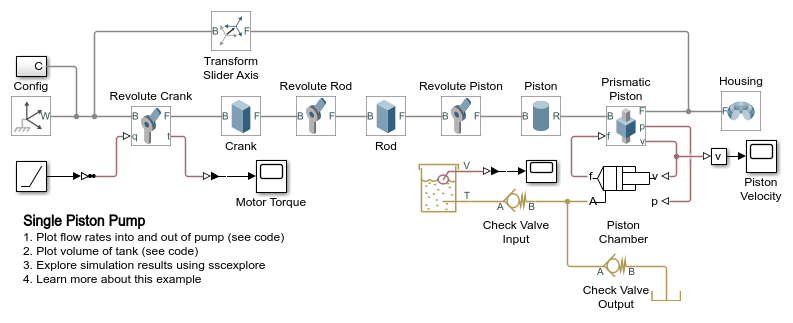 B F
Transform
Slider Axis
C
Config
W
Revolute Crank
B F
q t
Crank
B F
Revolute Rod
B F
Rod
B F
Revolute Piston
B F
Piston
B R
Prismatic
Piston
B F
f p
v
Housing
F
v
Piston
Velocity
Motor Torque
V
T
A B
Check Valve
Input
f v
A p
Piston
Chamber
A B
Check Valve
Output
Single Piston Pump
1. Plot flow rates into and out of pump (see code)
2. Plot volume of tank (see code)
3. Explore simulation results using sscexplore
4. Learn more about this example